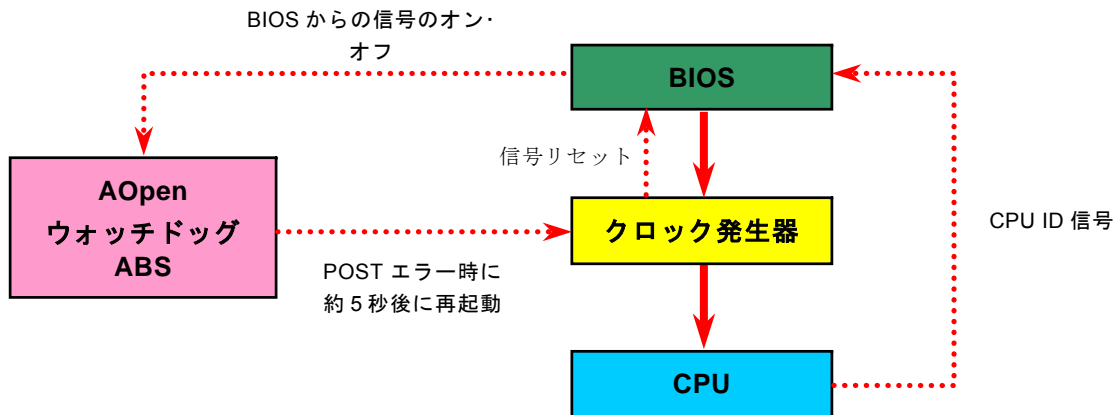 BIOS からの信号のオン･
オフ
BIOS
信号リセット
AOpen
ウォッチドッグ
ABS
クロック発生器
CPU ID 信号
POST エラー時に
約 5 秒後に再起動
CPU